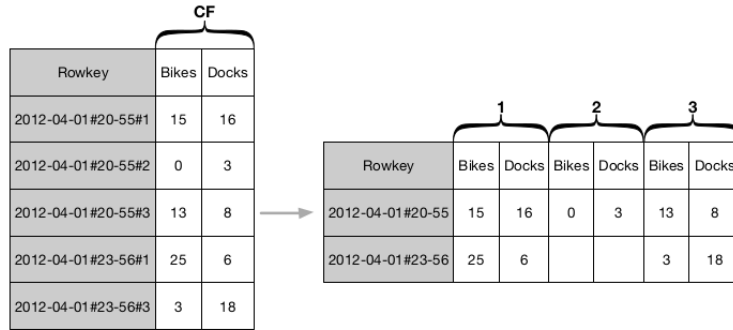 CF
Rowkey Bikes Docks
2012-04-01#20-55#1 15 16
2012-04-01#20-55#2 0 3
2012-04-01#20-55#3 13 8
2012-04-01#23-56#1 25 6
2012-04-01#23-56#3 3 18
1 2 3
Rowkey Bikes Docks Bikes Docks Bikes Docks
2012-04-01#20-55 15 16 0 3 13 8
2012-04-01#23-56 25 6 3 18